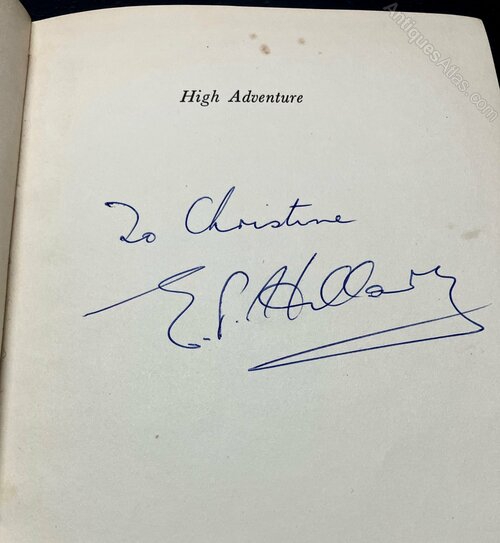 High Adventure
To Christine
E.P. Hillary
AntiquesAtlas.com